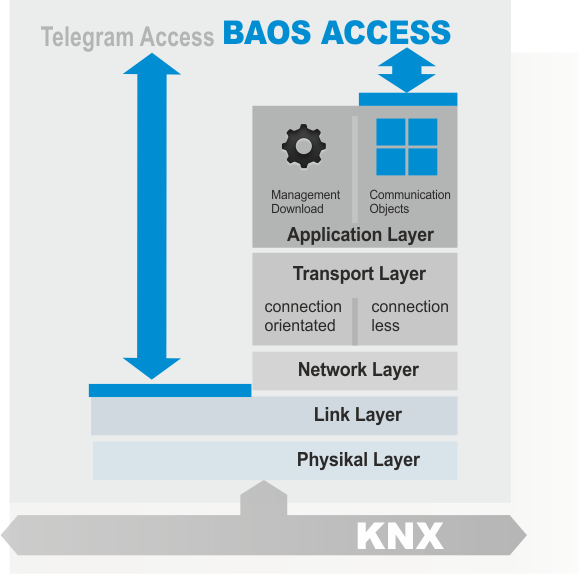 Telegram Access BAOS ACCESS
Management
Download
Communication
Objects
Application Layer
Transport Layer
connection
orientated
connection
less
Network Layer
Link Layer
Physikal Layer
KNX